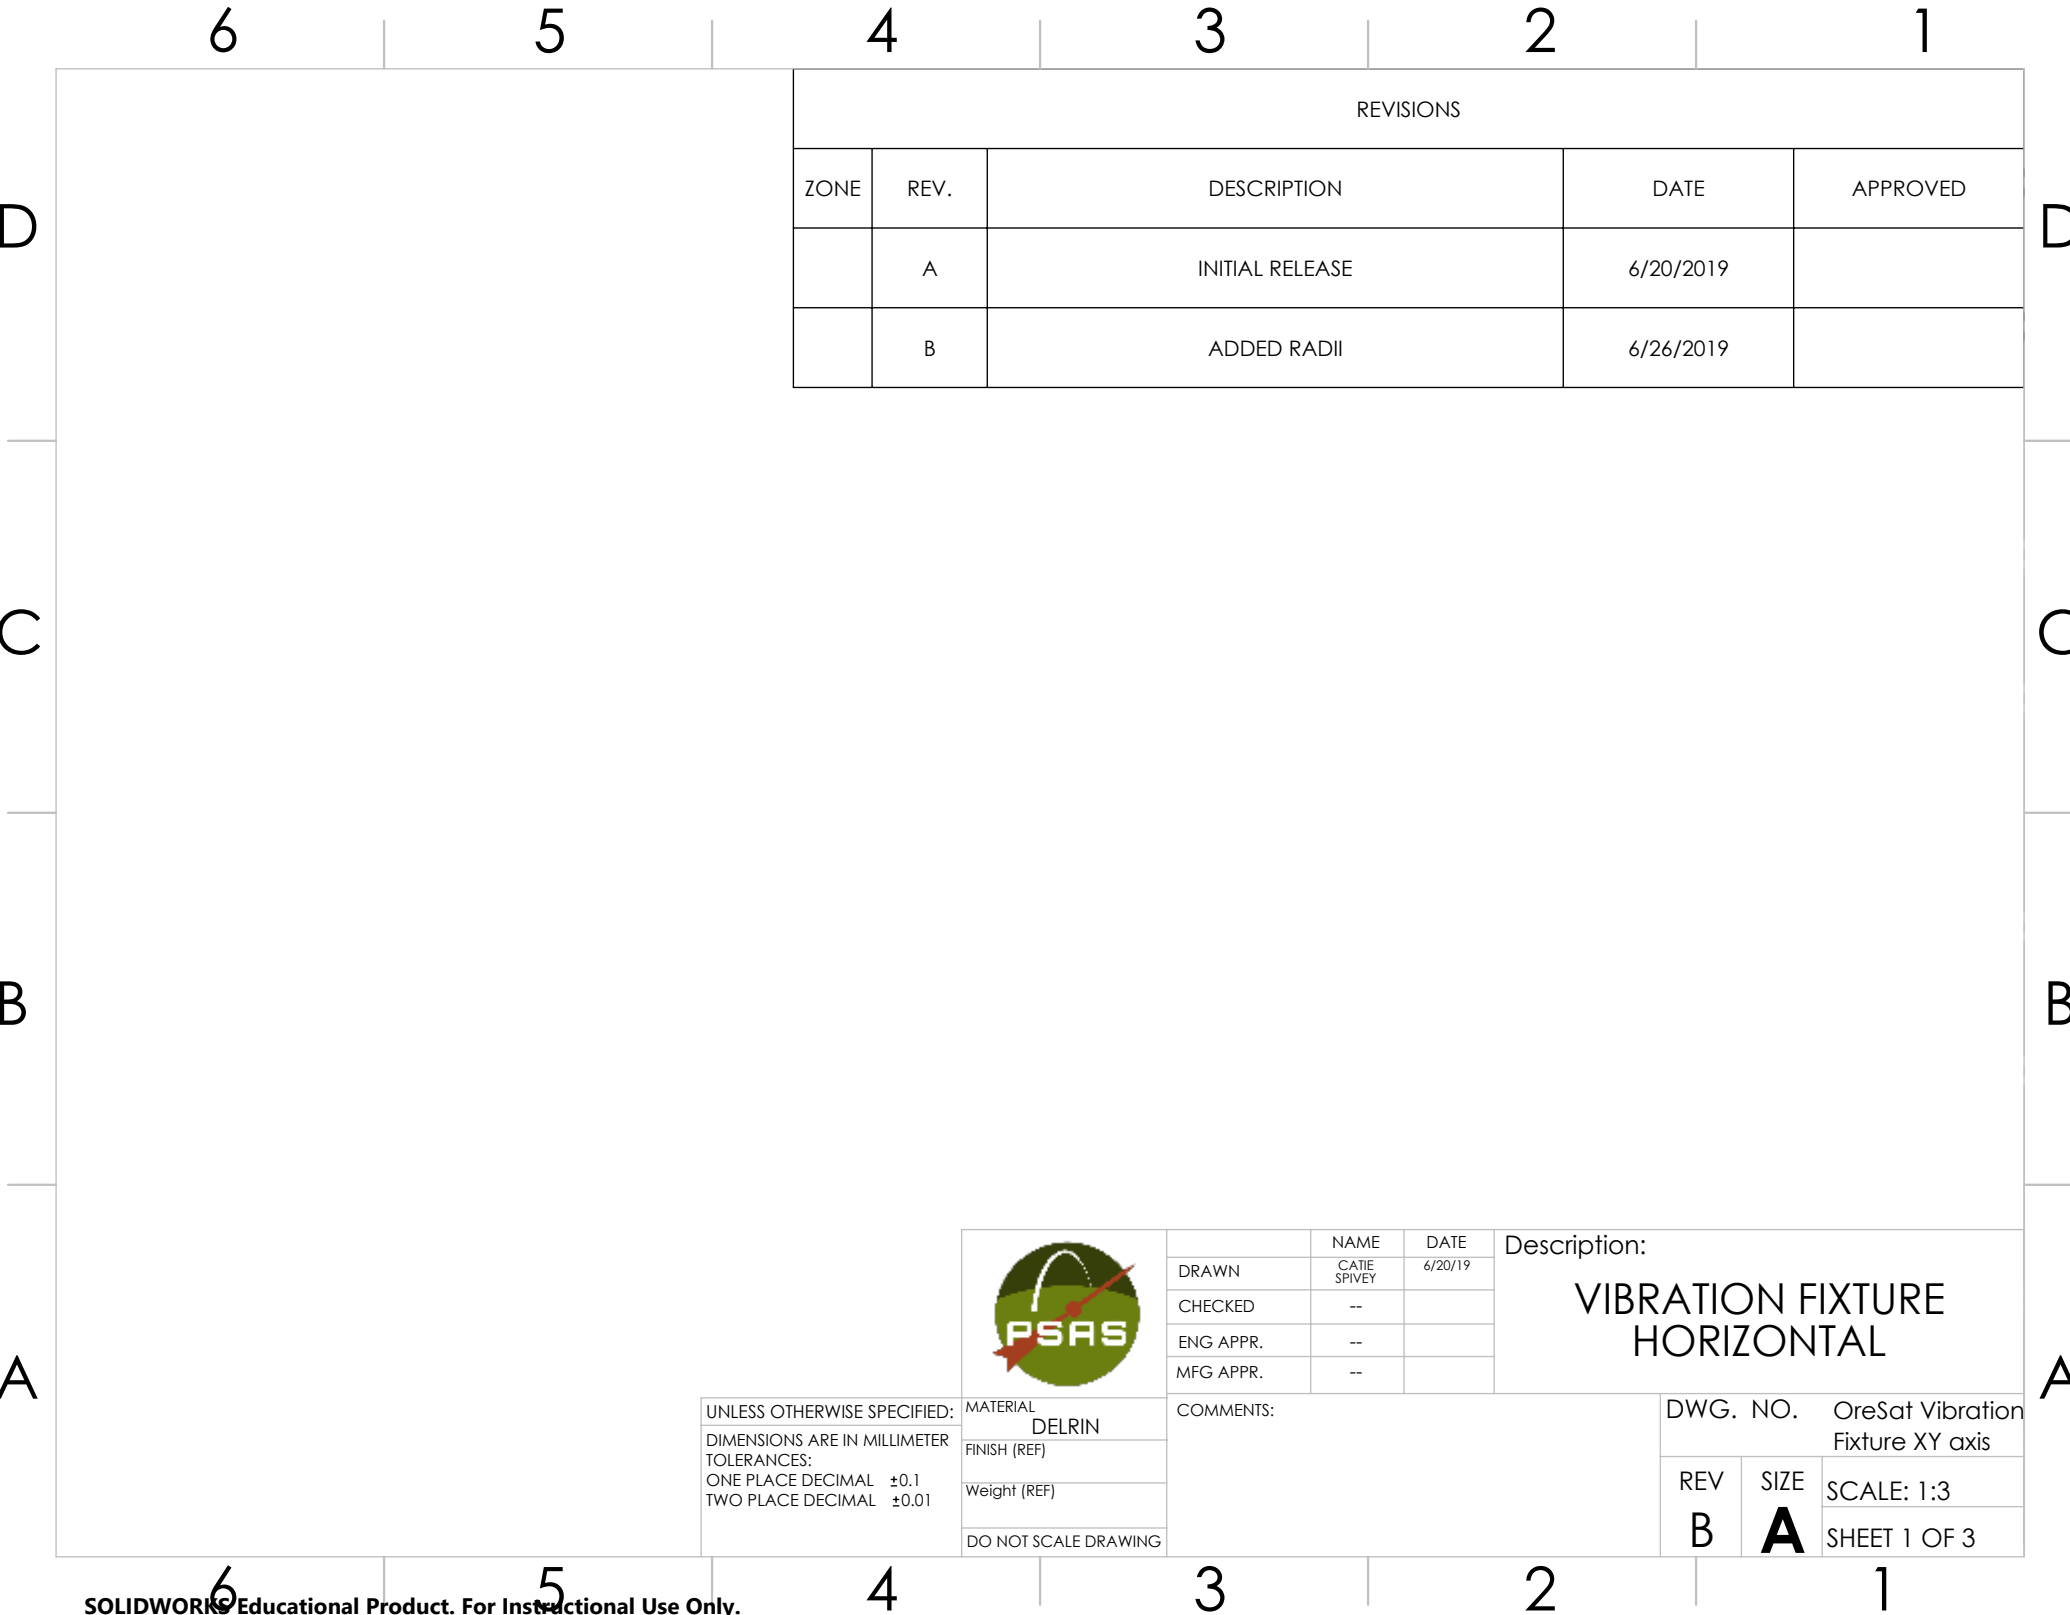 6 5 4 3 2 1
REVISIONS
ZONE REV. DESCRIPTION DATE APPROVED
D D
A INITIAL RELEASE 6/20/2019
B ADDED RADII 6/26/2019
C C
B B
NAME DATE Description:
DRAWN CATIE SPIVEY 6/20/19
CHECKED --
ENG APPR. --
MFG APPR. --
VIBRATION FIXTURE
HORIZONTAL
PSAS
A A
UNLESS OTHERWISE SPECIFIED:
DIMENSIONS ARE IN MILLIMETER
TOLERANCES:
ONE PLACE DECIMAL ±0.1
TWO PLACE DECIMAL ±0.01
MATERIAL
DELRIN
FINISH (REF)
Weight (REF)
DO NOT SCALE DRAWING
COMMENTS:
DWG. NO. OreSat Vibration
Fixture XY axis
REV SIZE
B A
SCALE: 1:3
SHEET 1 OF 3
6 5 4 3 2 1
SOLIDWORKS Educational Product. For Instructional Use Only.